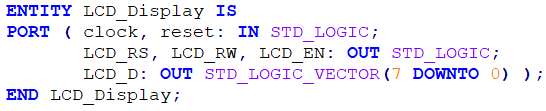 ENTITY LCD_Display IS
PORT ( clock, reset: IN STD_LOGIC;
LCD_RS, LCD_RW, LCD_EN: OUT STD_LOGIC;
LCD_D: OUT STD_LOGIC_VECTOR(7 DOWNTO 0) );
END LCD_Display;